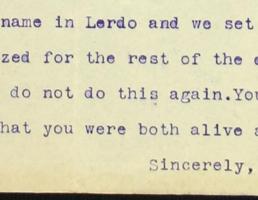 name in Lerdo and we set
zed for the rest of the
do not do this again.You
hat you were both alive a
Sincerely,